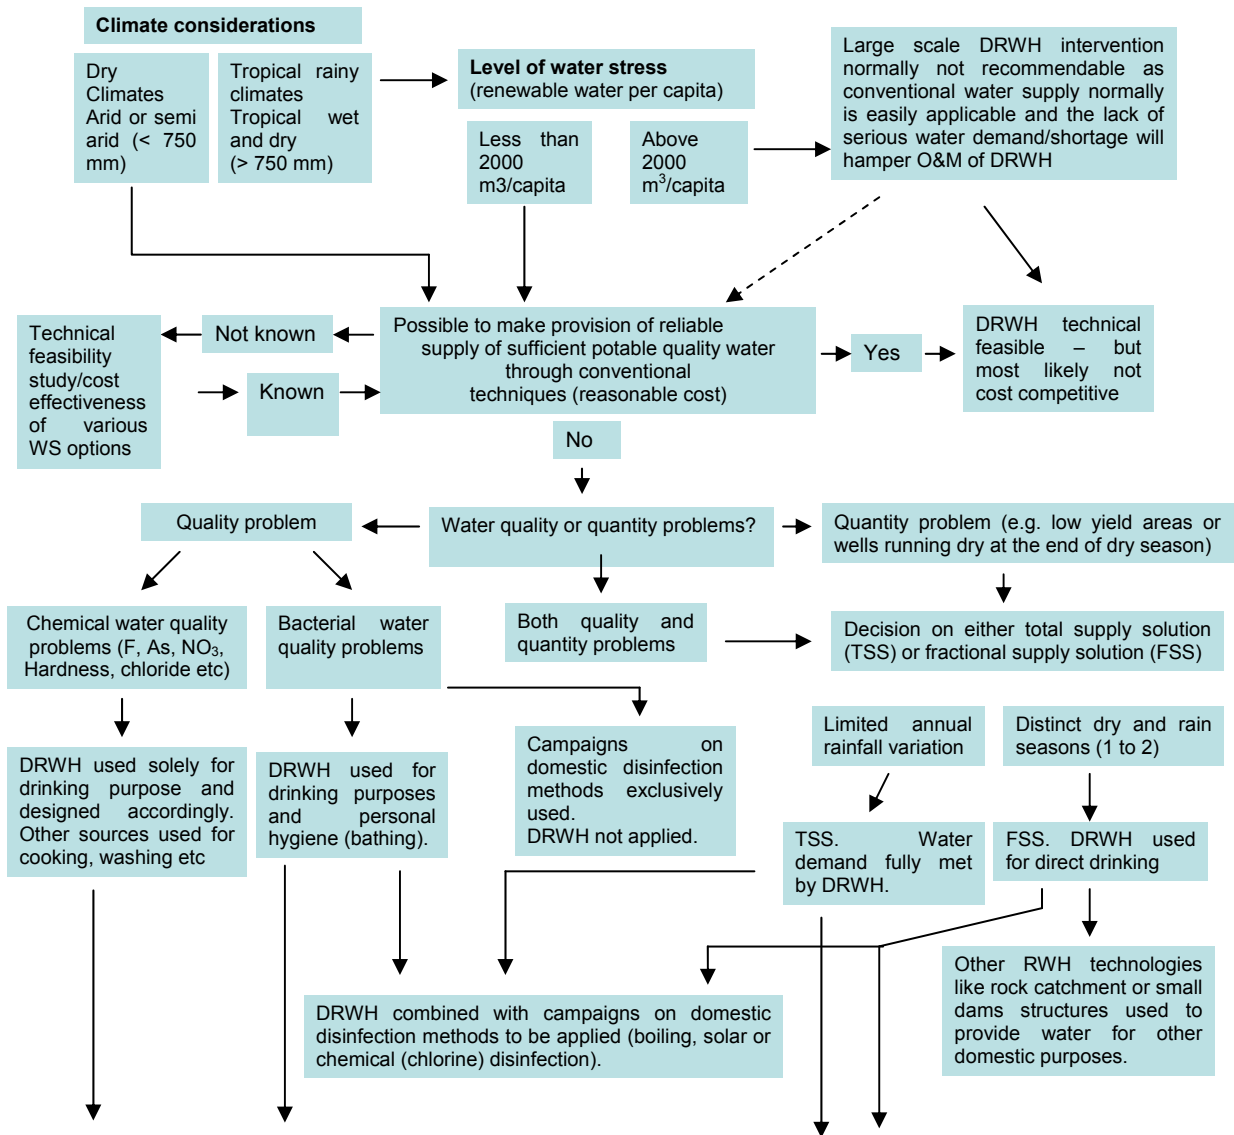 Climate considerations
Dry
Climates
Arid or semi
arid (< 750
mm)
Tropical rainy
climates
Tropical wet
and dry
(> 750 mm)
Level of water stress
(renewable water per capita)
Less than
2000
m3/capita
Above
2000
m³/capita
Large scale DRWH intervention
normally not recommendable as
conventional water supply normally
is easily applicable and the lack of
serious water demand/shortage will
hamper O&M of DRWH
Technical
feasibility
study/cost
effectiveness
of various
WS options
Not known
Known
Possible to make provision of reliable
supply of sufficient potable quality water
through conventional
techniques (reasonable cost)
Yes
DRWH technical
feasible – but
most likely not
cost competitive
No
Quality problem
Water quality or quantity problems?
Quantity problem (e.g. low yield areas or
wells running dry at the end of dry season)
Chemical water quality
problems (F, As, NO₃,
Hardness, chloride etc)
Bacterial water
quality problems
Both quality and
quantity problems
Decision on either total supply solution
(TSS) or fractional supply solution (FSS)
Limited annual
rainfall variation
Distinct dry and rain
seasons (1 to 2)
DRWH used solely for
drinking purpose and
designed accordingly.
Other sources used for
cooking, washing etc
DRWH used for
drinking purposes
and personal
hygiene (bathing).
Campaigns on
domestic disinfection
methods exclusively
used.
DRWH not applied.
TSS. Water
demand fully met
by DRWH.
FSS. DRWH used
for direct drinking
DRWH combined with campaigns on domestic
disinfection methods to be applied (boiling, solar or
chemical (chlorine) disinfection).
Other RWH technologies
like rock catchment or small
dams structures used to
provide water for other
domestic purposes.